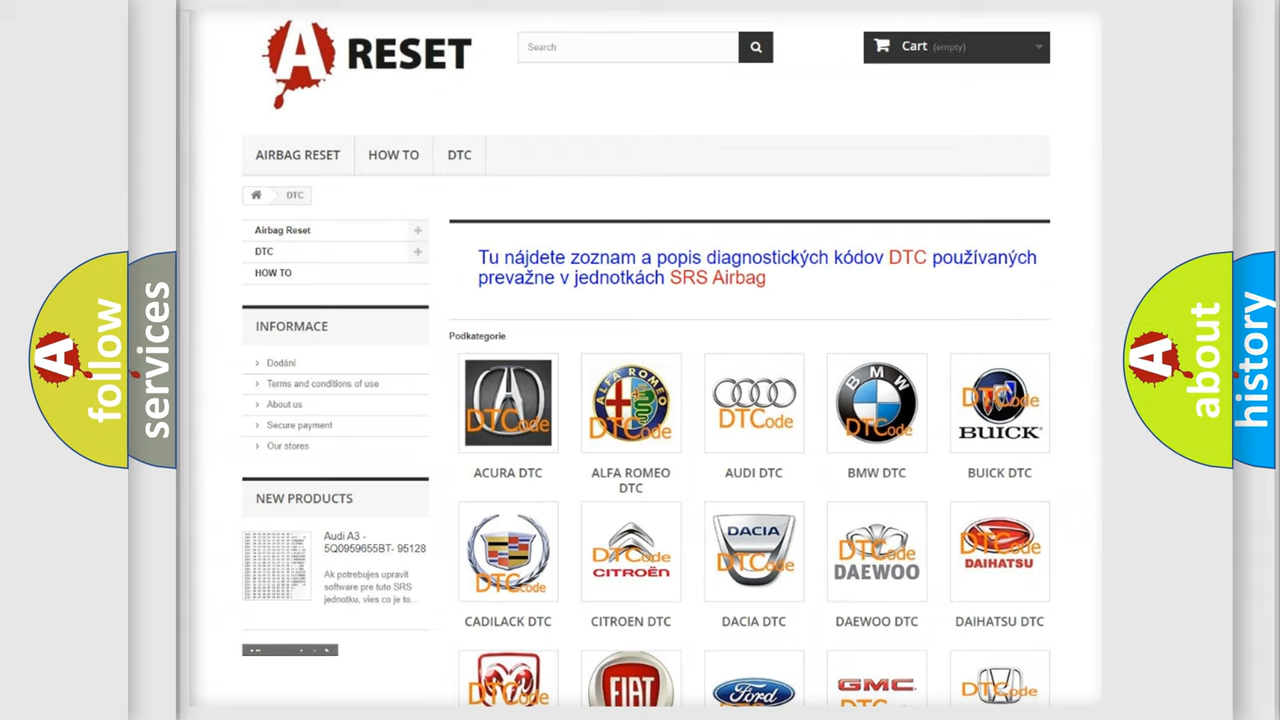 A RESET
Search
Cart (empty)
AIRBAG RESET
HOW TO
DTC
DTC
Airbag Reset
DTC
HOW TO
Tu nájdete zoznam a popis diagnostických kódov DTC používaných
prevažne v jednotkách SRS Airbag
INFORMACE
Dodání
Terms and conditions of use
About us
Secure payment
Our stores
NEW PRODUCTS
Audi A3 -
5Q0959655BT- 95128
Ak potrebujes upravit
software pre tuto SRS
jednotku, vies co je to...
Podkategorie
DTCode
ALFA ROMEO
DTCode
DTCode
BMW
DTCode
DTCode
BUICK
ACURA DTC
ALFA ROMEO
DTC
AUDI DTC
BMW DTC
BUICK DTC
DTCode
DTCode
CITROËN
DACIA
DTCode
DTCode
DAEWOO
DTCode
DAIHATSU
CADILACK DTC
CITROEN DTC
DACIA DTC
DAEWOO DTC
DAIHATSU DTC
DTCode
FIAT
Ford
GMC
DTCode
A follow
services
A about
history